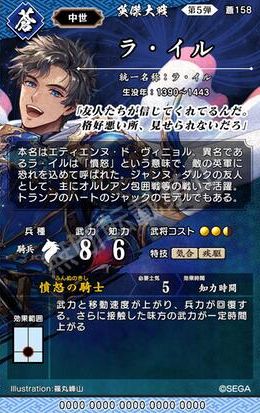 蒼
中世
英傑大戦
第5弾
蒼158
ラ・イル
統一名称:ラ・イル
生没年:1390~1443
「友人たちが信じてくれてるんだ。
格好悪い所、見せられないだろ」
本名はエティエンヌ・ド・ヴィニョル。異名であ
るラ・イルは「憤怒」という意味で、敵の英軍に
恐れを込めて呼ばれた。ジャンヌ・ダルクの友人
として、主にオルレアン包囲戦等の戦いで活躍。
トランプのハートのジャックのモデルでもある。
兵種
騎兵
武力
8
知力
6
武将コスト
特技
気合
疾駆
ふんぬのきし
憤怒の騎士
必要士気
5
効果時間
知力時間
効果範囲
武力と移動速度が上がり、兵力が回復す
る。さらに接触した味方の武力が一定時間
上がる
Illustration:篠丸峰山
©SEGA
0000-0000-0000-0000-0000